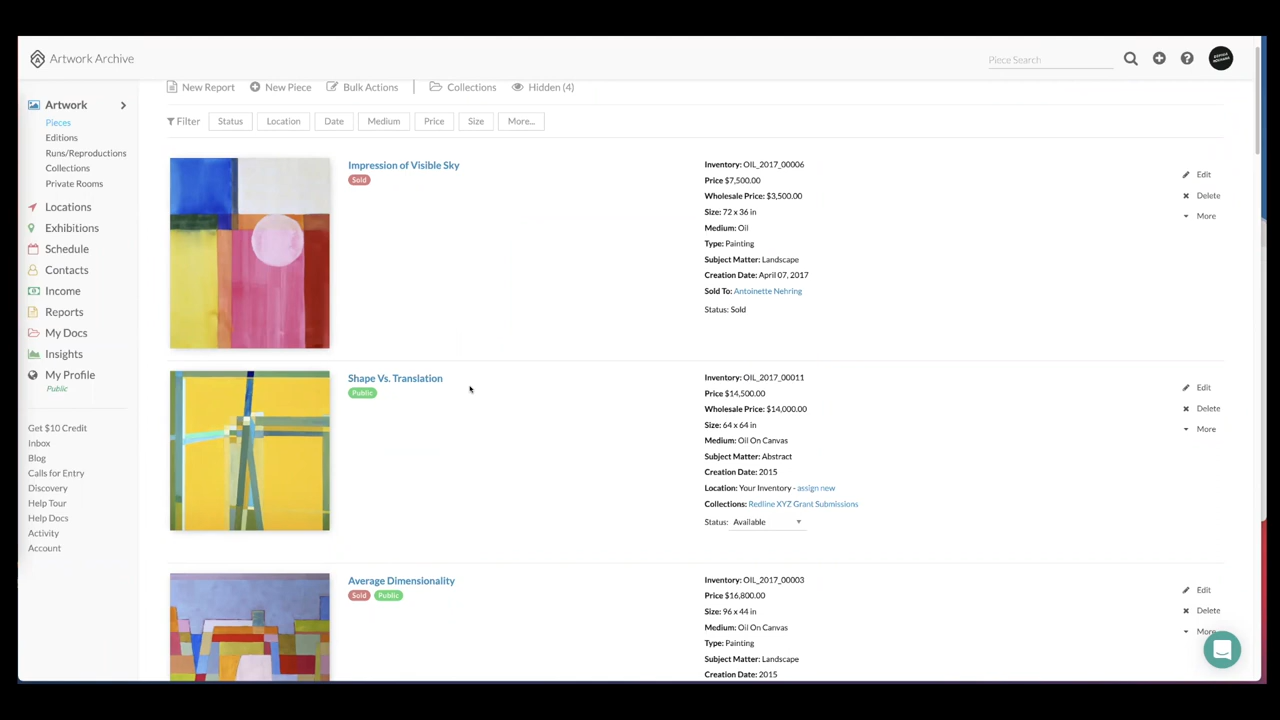 Artwork Archive
Piece Search
Artwork
Pieces
Editions
Runs/Reproductions
Collections
Private Rooms
Locations
Exhibitions
Schedule
Contacts
Income
Reports
My Docs
Insights
My Profile
Public
Get $10 Credit
Inbox
Blog
Calls for Entry
Discovery
Help Tour
Help Docs
Activity
Account
New Report New Piece Bulk Actions Collections Hidden (4)
Filter Status Location Date Medium Price Size More...
Impression of Visible Sky
Sold
Inventory: OIL_2017_00006
Price $7,500.00
Wholesale Price: $3,500.00
Size: 72 x 36 in
Medium: Oil
Type: Painting
Subject Matter: Landscape
Creation Date: April 07, 2017
Sold To: Antoinette Nehring
Status: Sold
Edit
Delete
More
Shape Vs. Translation
Public
Inventory: OIL_2017_00011
Price $14,500.00
Wholesale Price: $14,000.00
Size: 64 x 64 in
Medium: Oil On Canvas
Subject Matter: Abstract
Creation Date: 2015
Location: Your Inventory - assign new
Collections: Redline XYZ Grant Submissions
Status: Available
Edit
Delete
More
Average Dimensionality
Sold Public
Inventory: OIL_2017_00003
Price $16,800.00
Size: 96 x 44 in
Medium: Oil On Canvas
Type: Painting
Subject Matter: Landscape
Creation Date: 2015
Edit
Delete
More